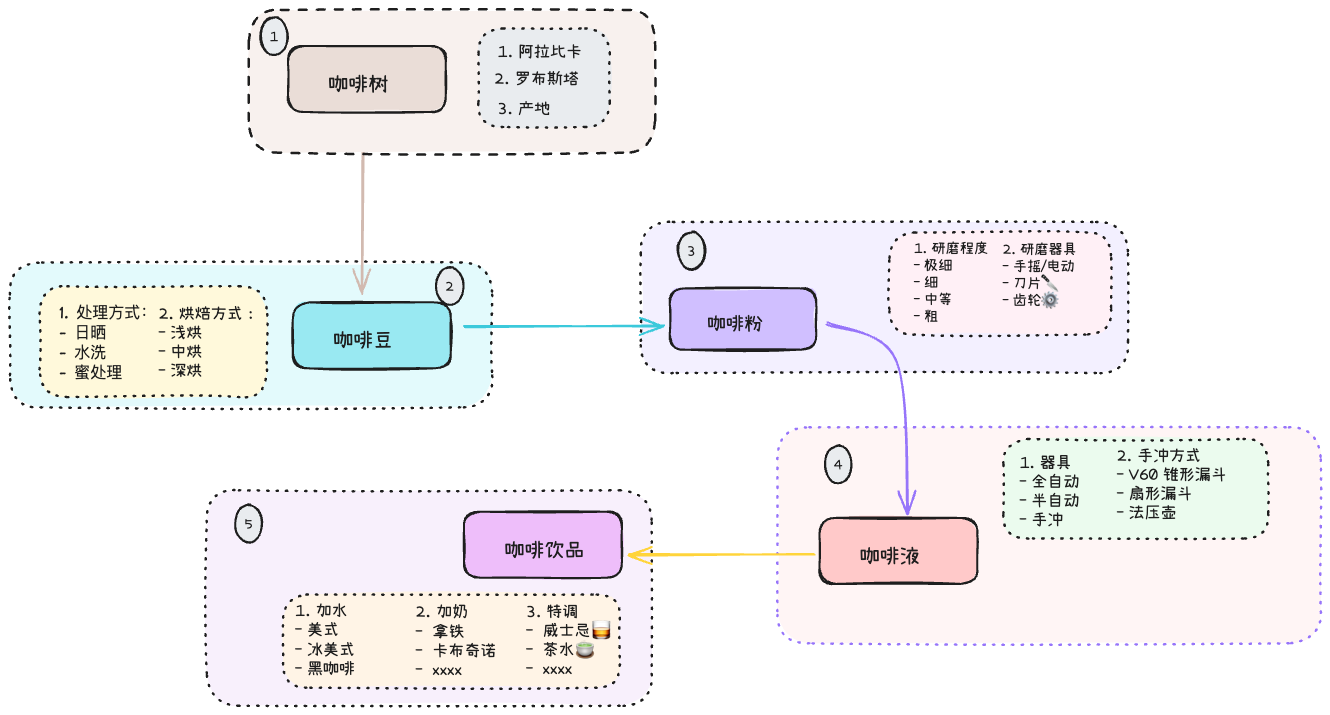 1
咖啡树
1. 阿拉比卡
2. 罗布斯塔
3. 产地
2
1. 处理方式:
- 日晒
- 水洗
- 蜜处理
2. 烘焙方式 :
- 浅烘
- 中烘
- 深烘
咖啡豆
3
咖啡粉
1. 研磨程度
- 极细
- 细
- 中等
- 粗
2. 研磨器具
- 手摇/电动
- 刀片🔪
- 齿轮⚙️
4
咖啡液
1. 器具
- 全自动
- 半自动
- 手冲
2. 手冲方式
- V60 锥形漏斗
- 扇形漏斗
- 法压壶
5
咖啡饮品
1. 加水
- 美式
- 冰美式
- 黑咖啡
2. 加奶
- 拿铁
- 卡布奇诺
- xxxx
3. 特调
- 威士忌🥃
- 茶水🍵
- xxxx